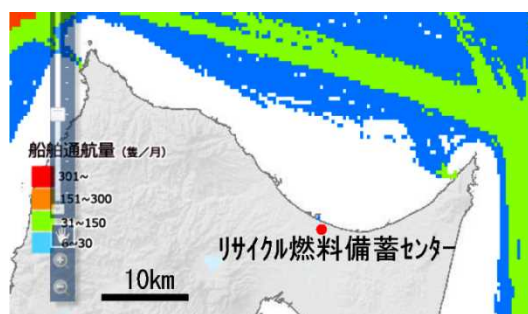 船舶通航量 (隻/月)
301~
151~300
31~150
6~30
リサイクル燃料備蓄センター
10km